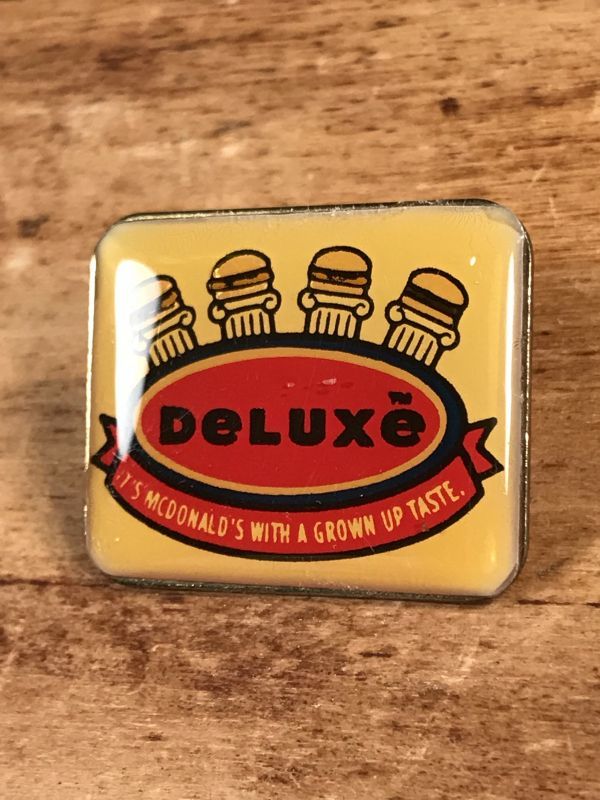 DeLUXe™
IT'S MCDONALD'S WITH A GROWN UP TASTE.